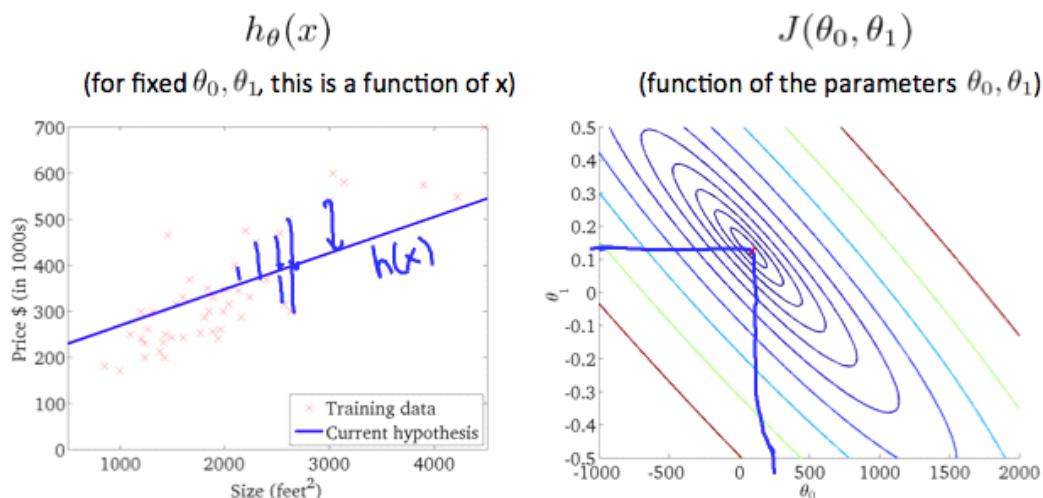 h_θ(x)
(for fixed θ₀, θ₁, this is a function of x)
700
600
500
400
300
200
100
0
Price $ (in 1000s)
1000 2000 3000 4000
Size (feet²)
Training data
Current hypothesis
h(x)
J(θ₀, θ₁)
(function of the parameters θ₀, θ₁)
0.5
0.4
0.3
0.2
0.1
0
-0.1
-0.2
-0.3
-0.4
-0.5
θ₁
-1000 -500 0 500 1000 1500 2000
θ₀